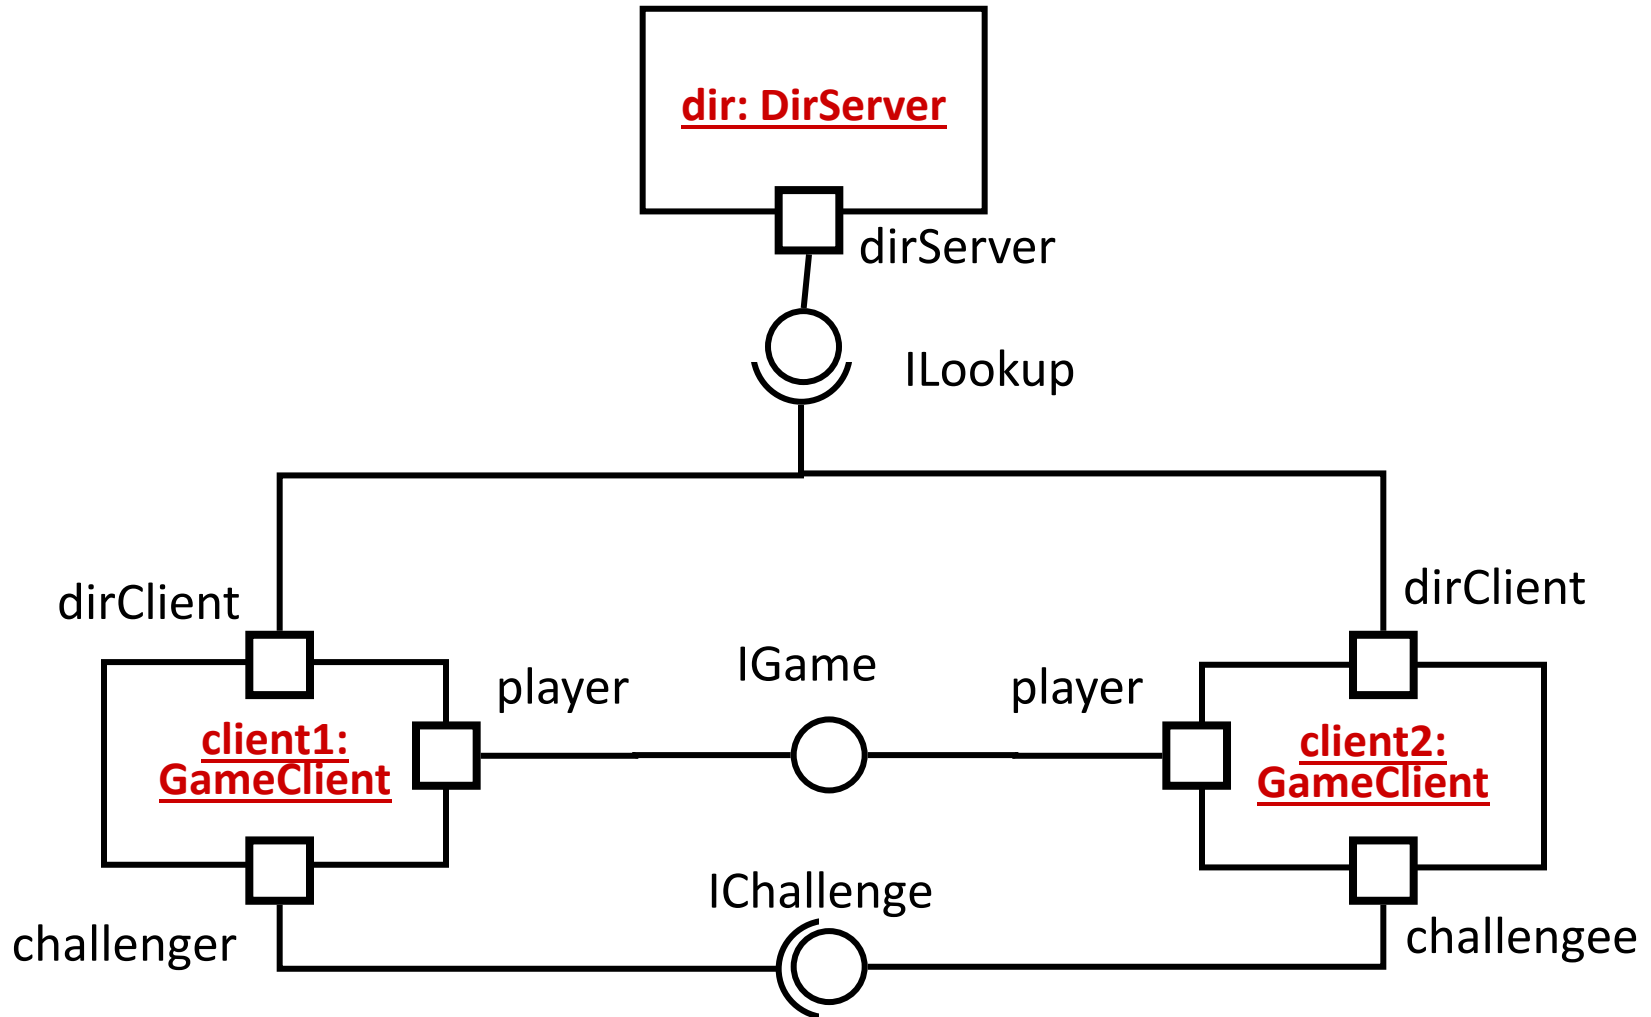 dir: DirServer
dirServer
ILookup
dirClient
dirClient
player
IGame
player
client1:
GameClient
client2:
GameClient
challenger
IChallenge
challengee